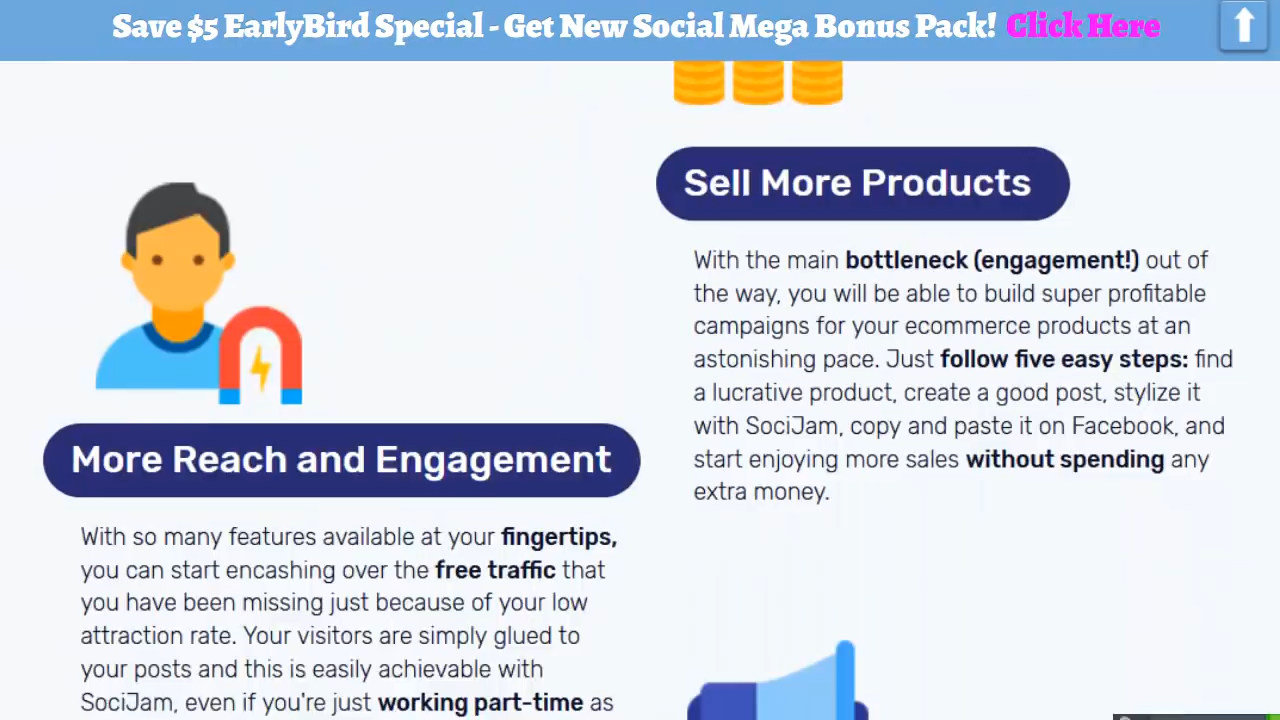 Save $5 EarlyBird Special - Get New Social Mega Bonus Pack! Click Here
Sell More Products
With the main bottleneck (engagement!) out of
the way, you will be able to build super profitable
campaigns for your ecommerce products at an
astonishing pace. Just follow five easy steps: find
a lucrative product, create a good post, stylize it
with SociJam, copy and paste it on Facebook, and
start enjoying more sales without spending any
extra money.
More Reach and Engagement
With so many features available at your fingertips,
you can start encashing over the free traffic that
you have been missing just because of your low
attraction rate. Your visitors are simply glued to
your posts and this is easily achievable with
SociJam, even if you're just working part-time as